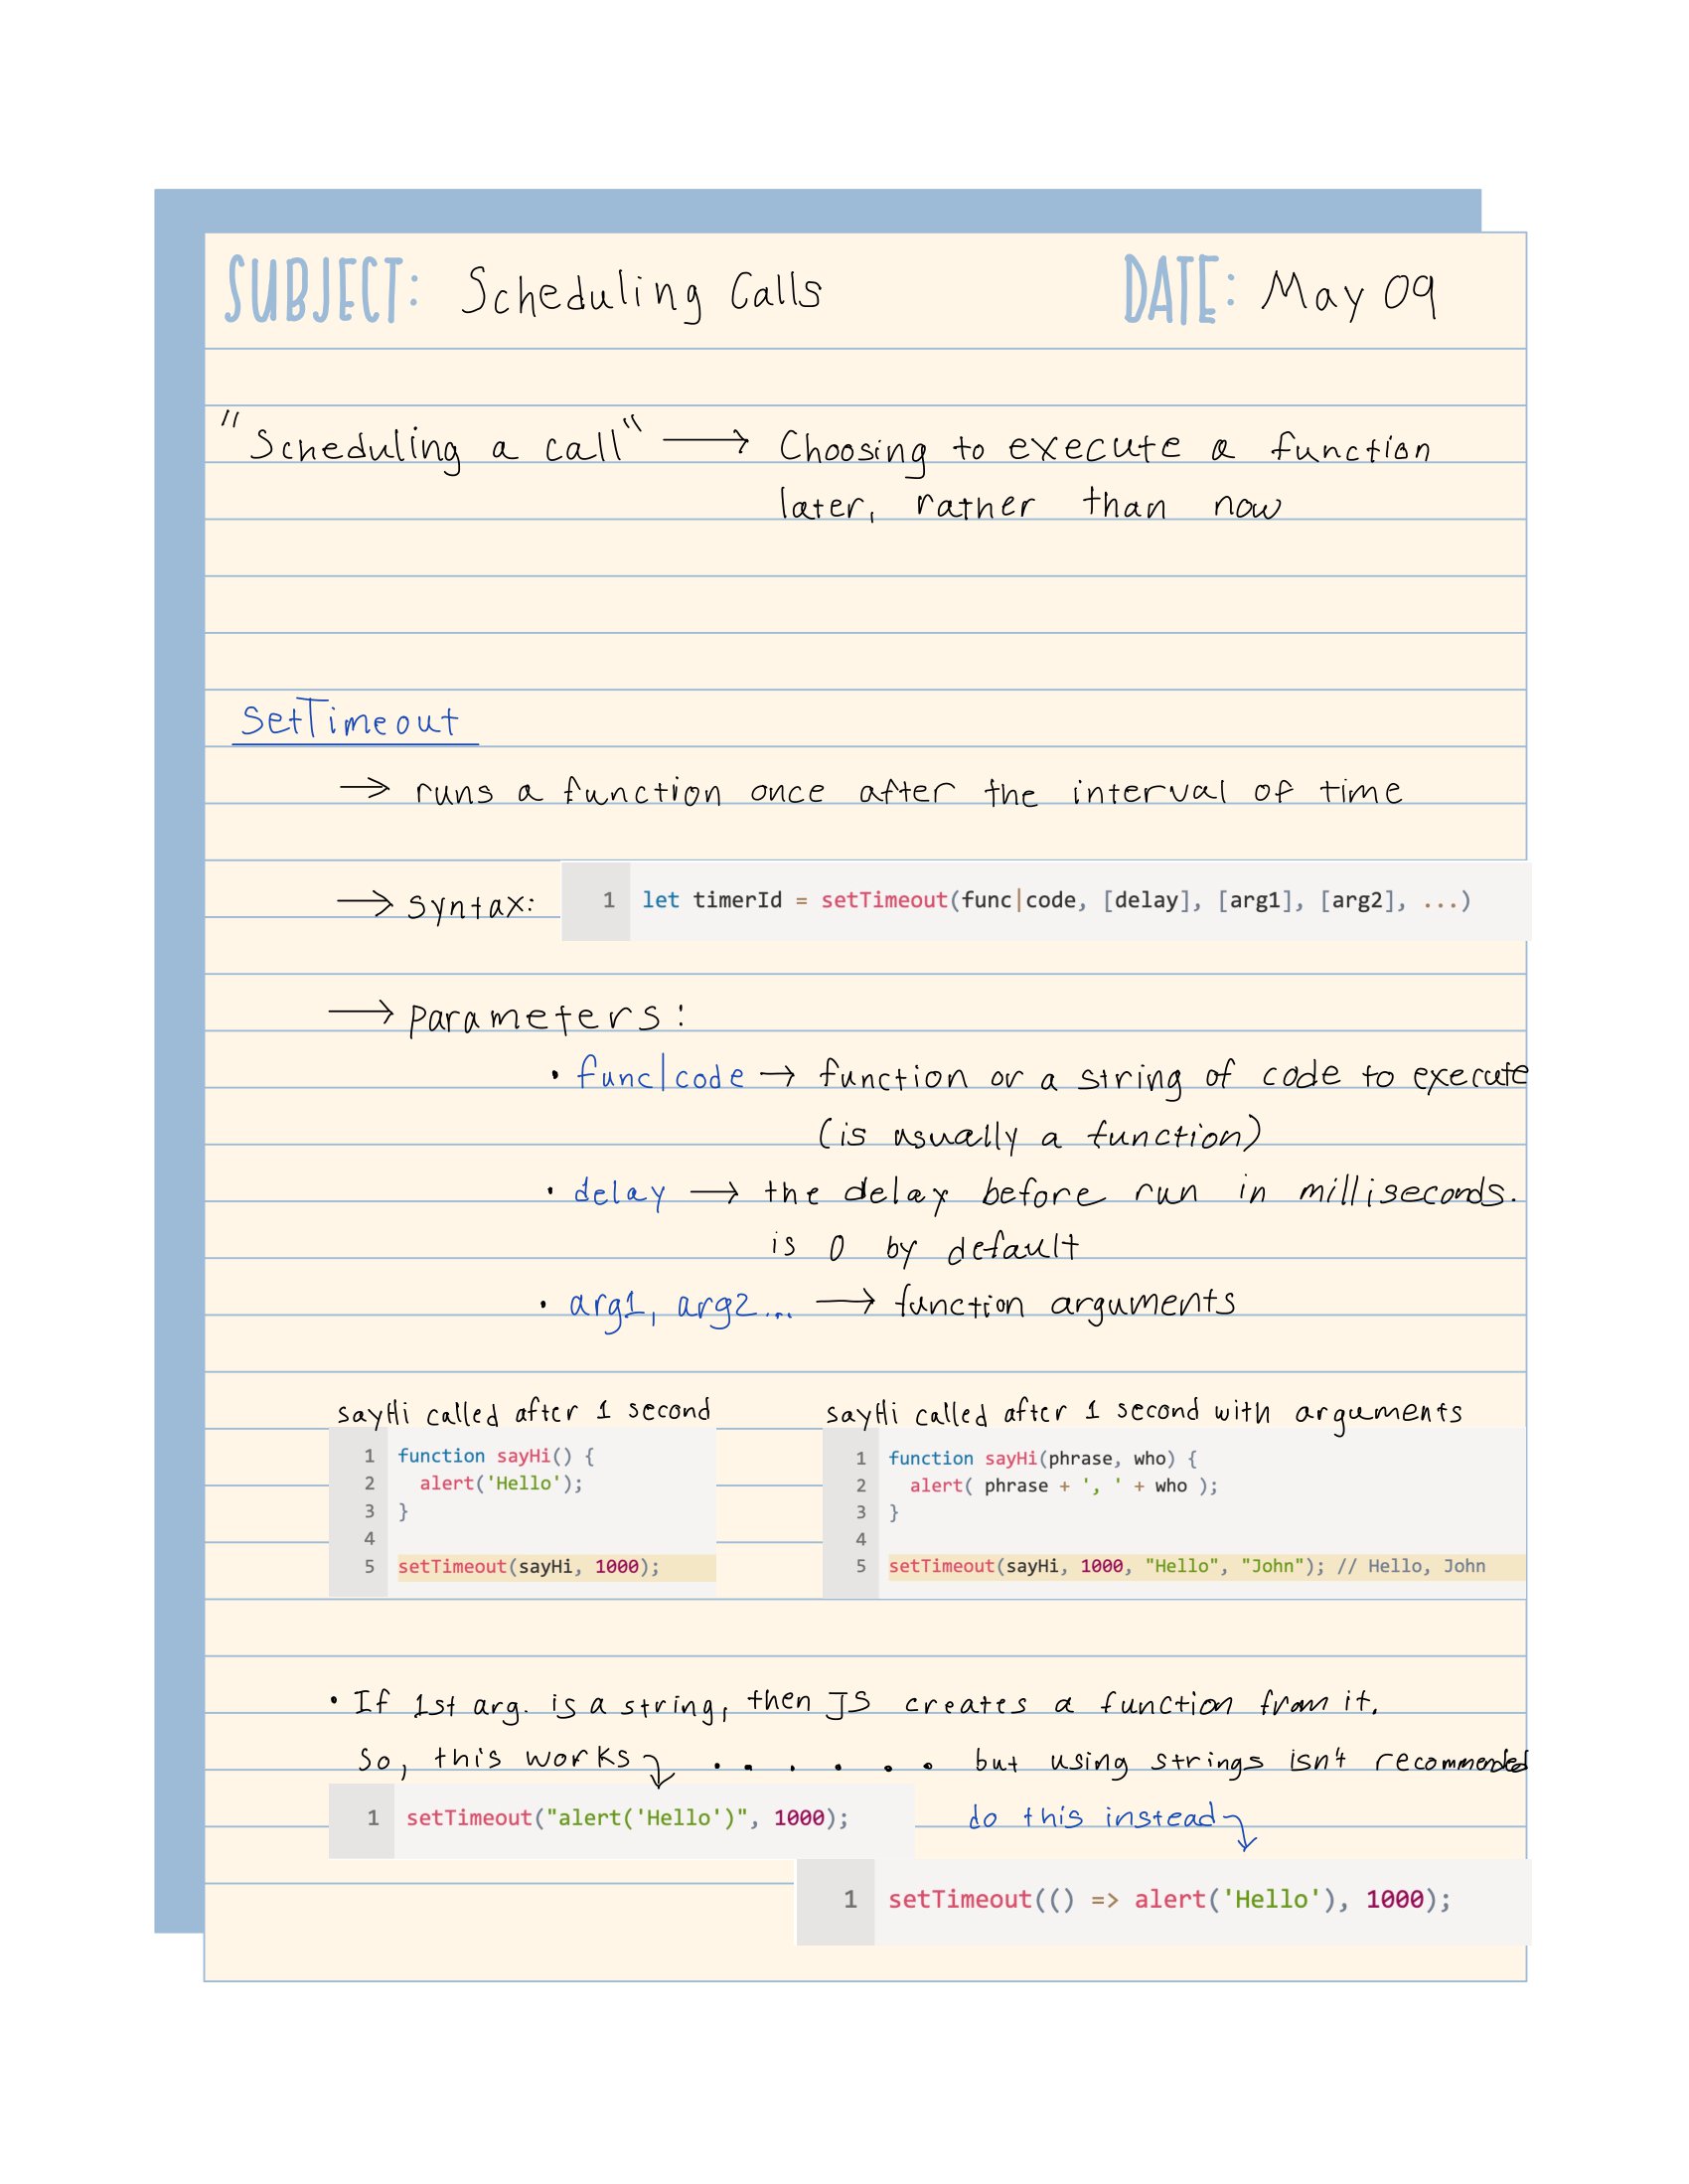 SUBJECT: Scheduling Calls DATE: May 09
"Scheduling a call" → Choosing to execute a function
later, rather than now
SetTimeout
→ runs a function once after the interval of time
→ syntax: 1 let timerId = setTimeout(func|code, [delay], [arg1], [arg2], ...)
→ parameters:
• func|code → function or a string of code to execute
(is usually a function)
• delay → the delay before run in milliseconds.
is 0 by default
• arg1, arg2... → function arguments
sayHi called after 1 second
1 function sayHi() {
2   alert('Hello');
3 }
4
5 setTimeout(sayHi, 1000);
sayHi called after 1 second with arguments
1 function sayHi(phrase, who) {
2   alert( phrase + ', ' + who );
3 }
4
5 setTimeout(sayHi, 1000, "Hello", "John"); // Hello, John
• If 1st arg. is a string, then JS creates a function from it.
So, this works ⤵ . . . . . . but using strings isn't recommended
1 setTimeout("alert('Hello')", 1000);
do this instead ⤵
1 setTimeout(() => alert('Hello'), 1000);